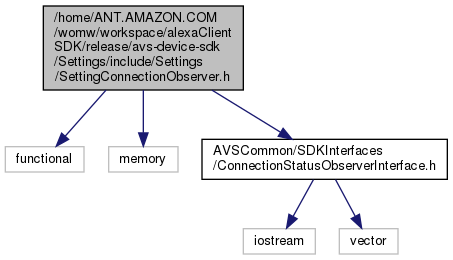 /home/ANT.AMAZON.COM
/womw/workspace/alexaClient
SDK/release/avs-device-sdk
/Settings/include/Settings
/SettingConnectionObserver.h
functional
memory
AVSCommon/SDKInterfaces
/ConnectionStatusObserverInterface.h
iostream
vector